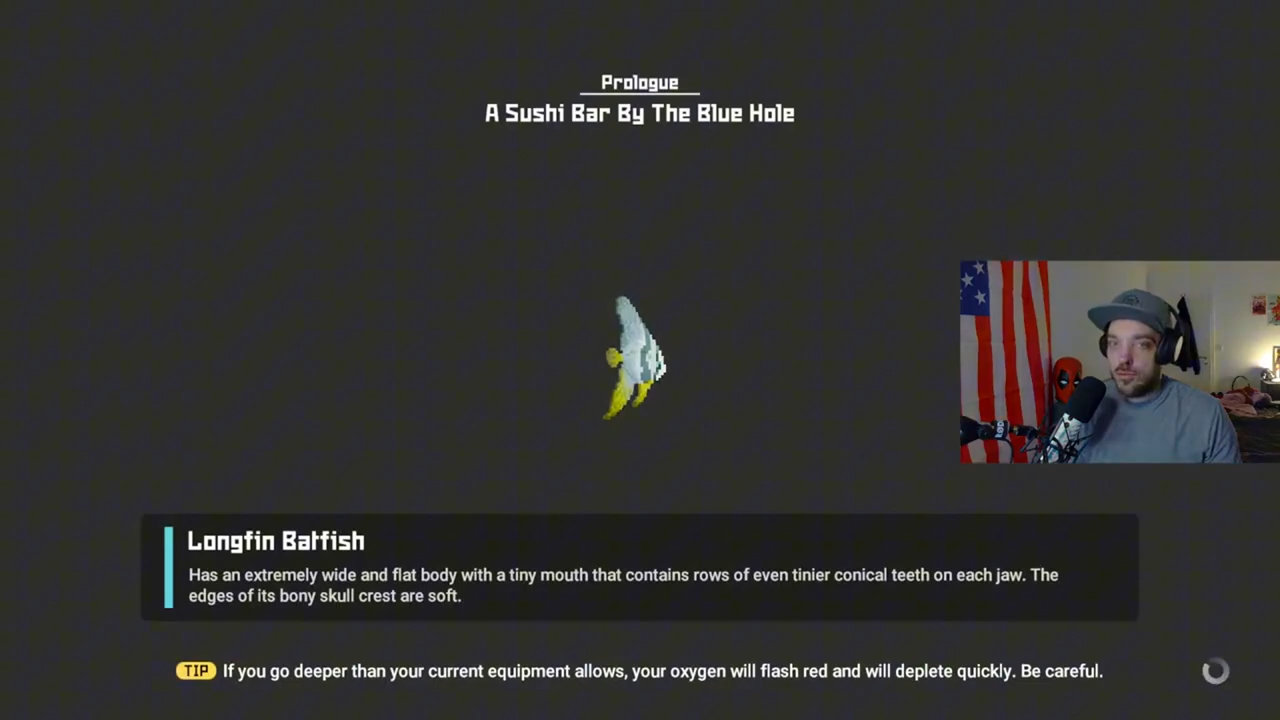 Prologue
A Sushi Bar By The Blue Hole
Longfin Batfish
Has an extremely wide and flat body with a tiny mouth that contains rows of even tinier conical teeth on each jaw. The
edges of its bony skull crest are soft.
TIP If you go deeper than your current equipment allows, your oxygen will flash red and will deplete quickly. Be careful.